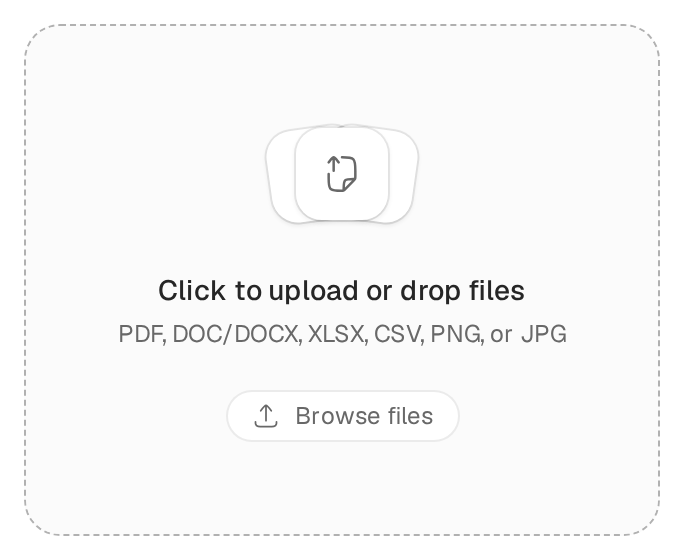 Click to upload or drop files
PDF, DOC/DOCX, XLSX, CSV, PNG, or JPG
Browse files